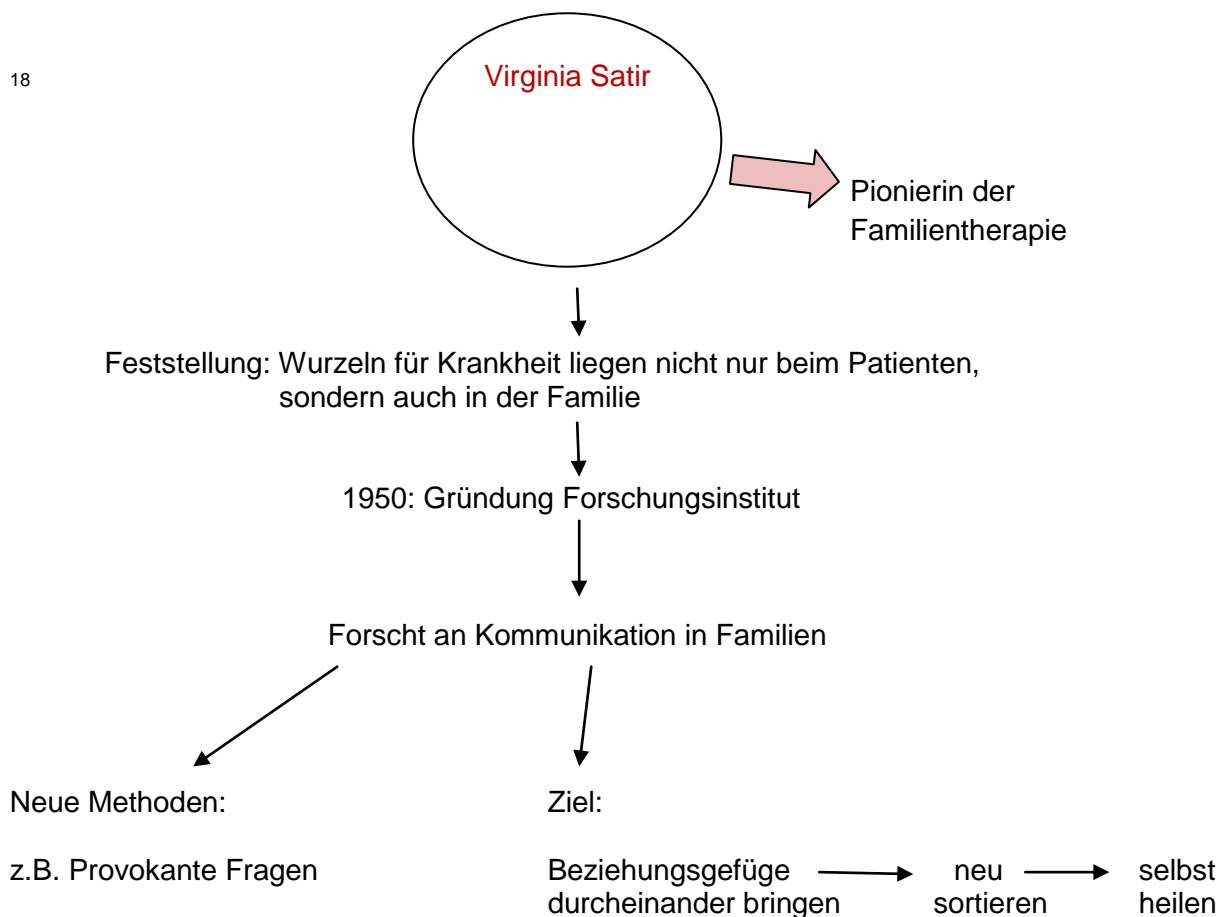 18
Virginia Satir
Pionierin der
Familientherapie
Feststellung: Wurzeln für Krankheit liegen nicht nur beim Patienten,
sondern auch in der Familie
1950: Gründung Forschungsinstitut
Forscht an Kommunikation in Familien
Neue Methoden:
z.B. Provokante Fragen
Ziel:
Beziehungsgefüge
durcheinander bringen
neu
sortieren
selbst
heilen